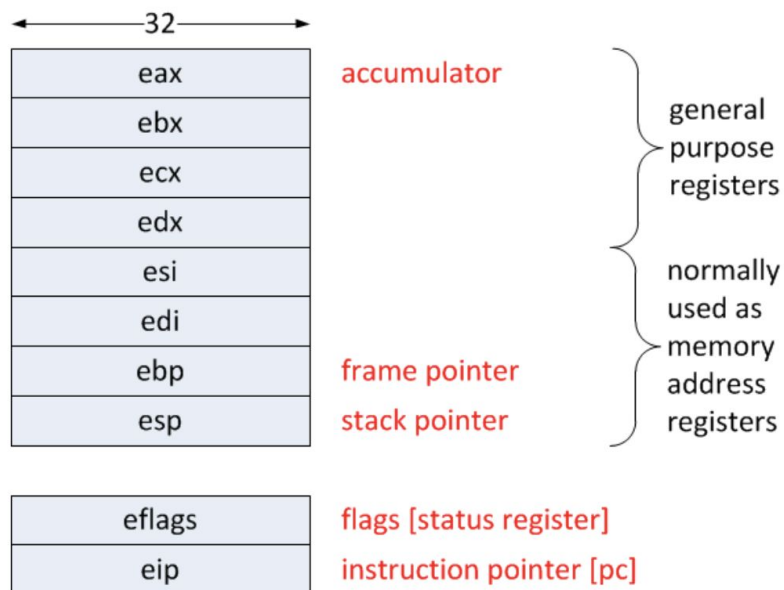 32
eax accumulator
ebx
ecx
edx
esi
edi
ebp frame pointer
esp stack pointer
general
purpose
registers
normally
used as
memory
address
registers
eflags flags [status register]
eip instruction pointer [pc]